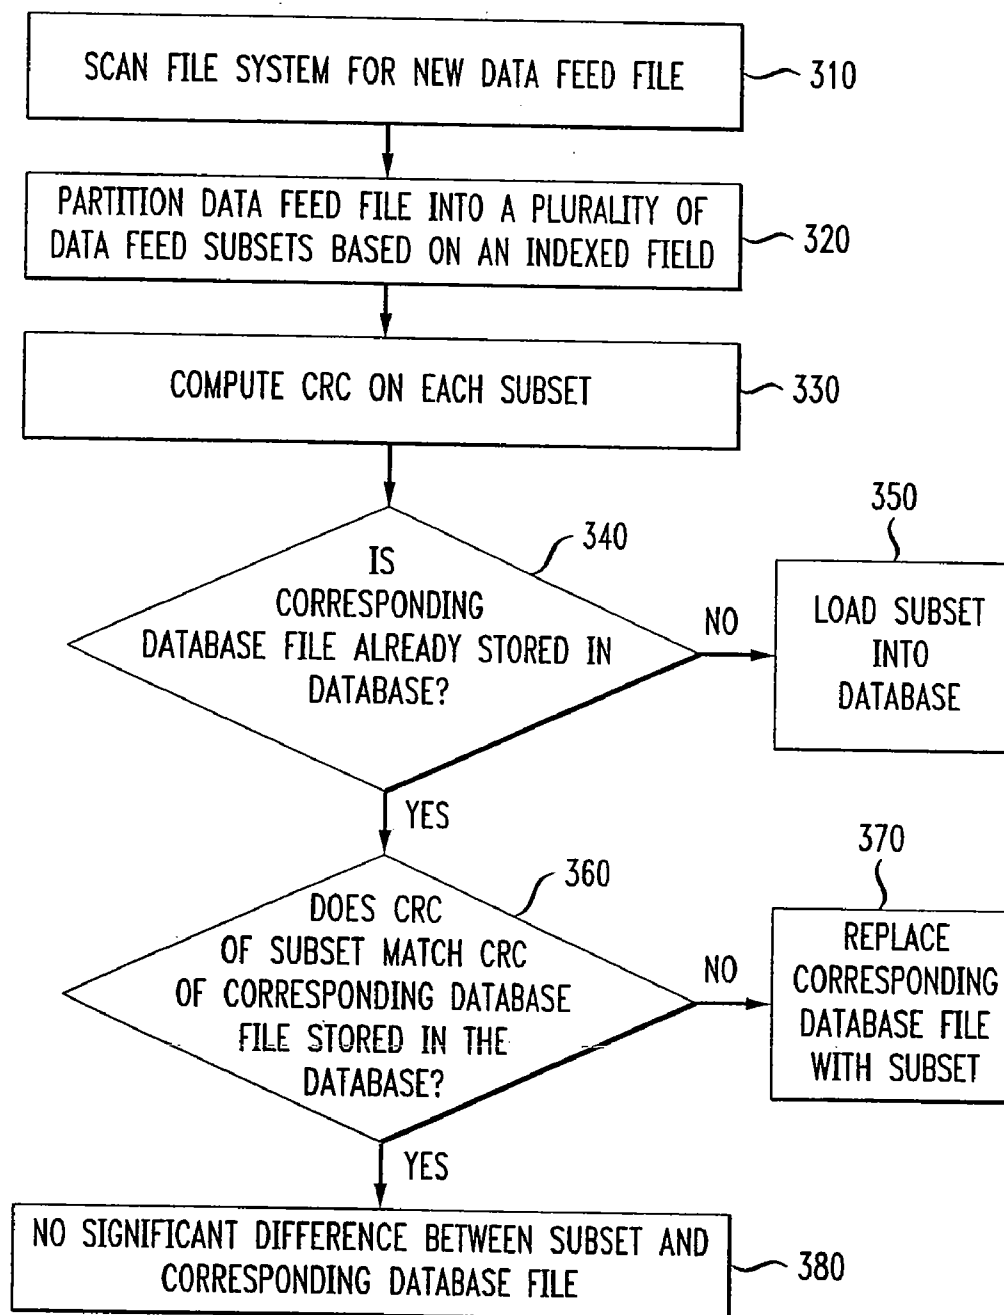 SCAN FILE SYSTEM FOR NEW DATA FEED FILE
310
PARTITION DATA FEED FILE INTO A PLURALITY OF
DATA FEED SUBSETS BASED ON AN INDEXED FIELD
320
COMPUTE CRC ON EACH SUBSET
330
340
IS
CORRESPONDING
DATABASE FILE ALREADY STORED IN
DATABASE?
NO
350
LOAD SUBSET
INTO
DATABASE
YES
360
DOES CRC
OF SUBSET MATCH CRC
OF CORRESPONDING DATABASE
FILE STORED IN THE
DATABASE?
NO
370
REPLACE
CORRESPONDING
DATABASE FILE
WITH SUBSET
YES
NO SIGNIFICANT DIFFERENCE BETWEEN SUBSET AND
CORRESPONDING DATABASE FILE
380